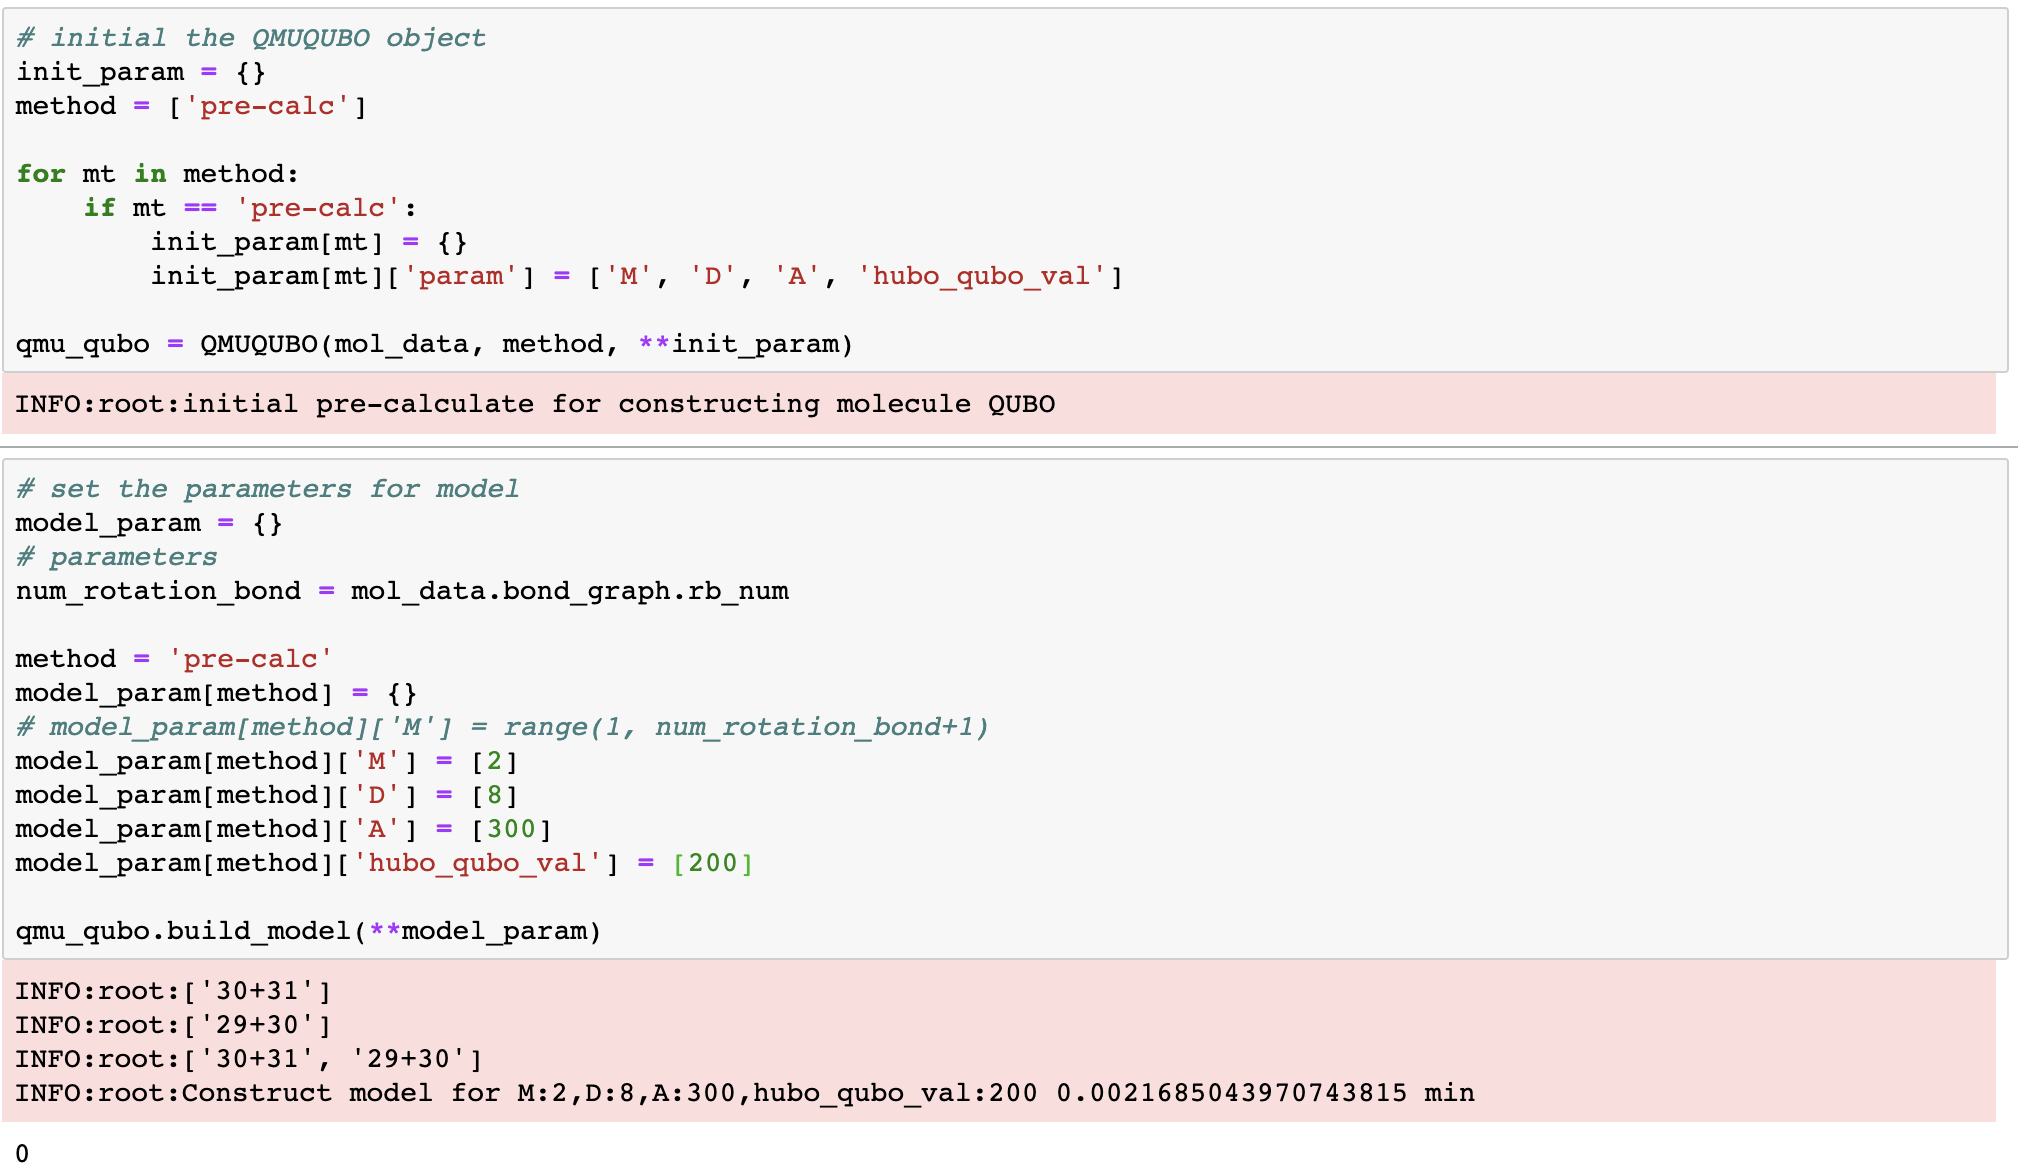 # initial the QMUQUBO object
init_param = {}
method = ['pre-calc']
for mt in method:
    if mt == 'pre-calc':
        init_param[mt] = {}
        init_param[mt]['param'] = ['M', 'D', 'A', 'hubo_qubo_val']
qmu_qubo = QMUQUBO(mol_data, method, **init_param)
INFO:root:initial pre-calculate for constructing molecule QUBO
# set the parameters for model
model_param = {}
# parameters
num_rotation_bond = mol_data.bond_graph.rb_num
method = 'pre-calc'
model_param[method] = {}
# model_param[method]['M'] = range(1, num_rotation_bond+1)
model_param[method]['M'] = [2]
model_param[method]['D'] = [8]
model_param[method]['A'] = [300]
model_param[method]['hubo_qubo_val'] = [200]
qmu_qubo.build_model(**model_param)
INFO:root:['30+31']
INFO:root:['29+30']
INFO:root:['30+31', '29+30']
INFO:root:Construct model for M:2,D:8,A:300,hubo_qubo_val:200 0.0021685043970743815 min
0